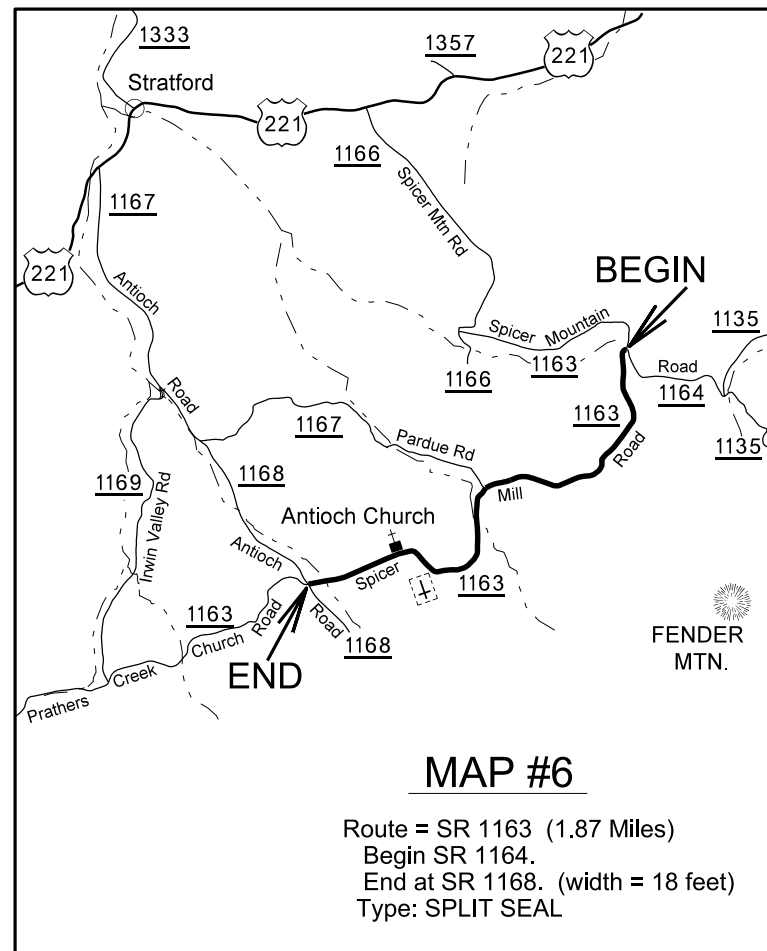 1333
1357
221
Stratford
221
1166
1167
Spicer Mtn Rd
221
Antioch
BEGIN
Spicer Mountain
1135
1166
1163
Road
1164
Road
1163
1167
Pardue Rd
Road
1135
1169
1168
Mill
Irwin Valley Rd
Antioch Church
Antioch
Spicer
1163
1163
Road
Road
1168
FENDER
MTN.
Church
END
Creek
Prathers
MAP #6
Route = SR 1163 (1.87 Miles)
Begin SR 1164.
End at SR 1168. (width = 18 feet)
Type: SPLIT SEAL